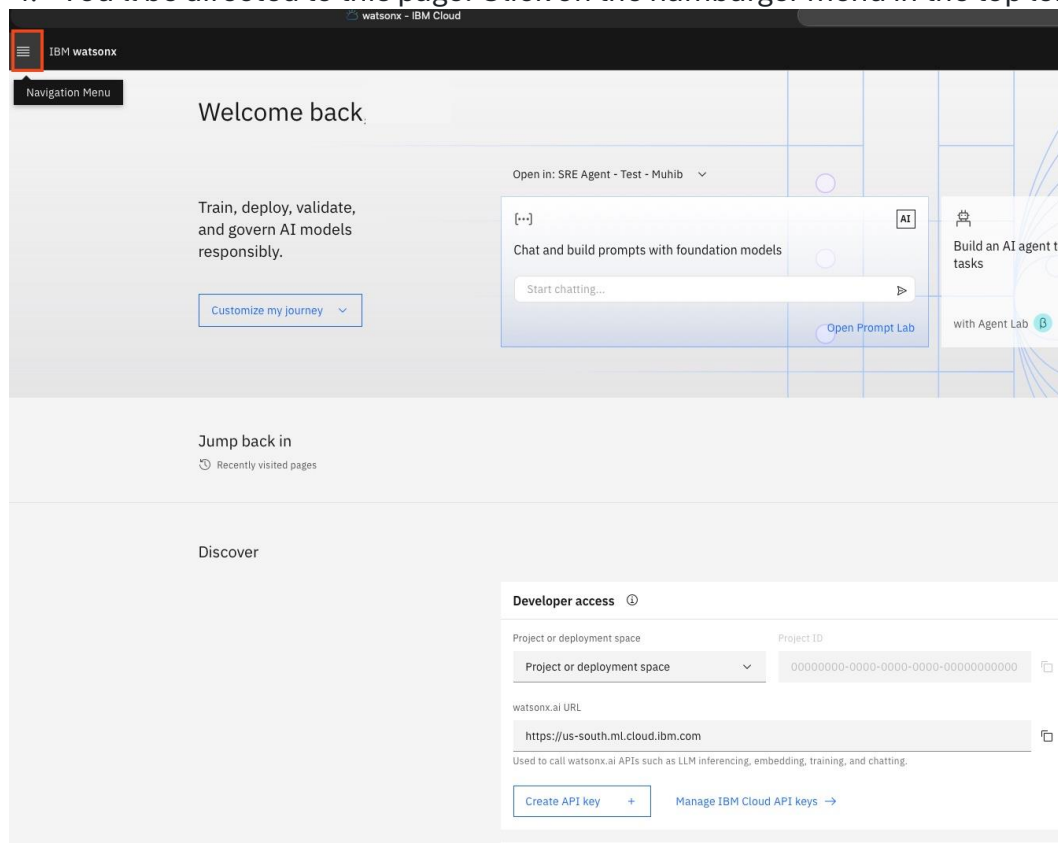 watsonx - IBM Cloud
IBM watsonx
Navigation Menu
Welcome back
Open in: SRE Agent - Test - Muhib
Train, deploy, validate,
and govern AI models
responsibly.
Customize my journey
[...]
AI
Chat and build prompts with foundation models
Start chatting...
Open Prompt Lab
Build an AI agent t
tasks
with Agent Lab β
Jump back in
Recently visited pages
Discover
Developer access
Project or deployment space
Project ID
Project or deployment space
00000000-0000-0000-0000-00000000000
watsonx.ai URL
https://us-south.ml.cloud.ibm.com
Used to call watsonx.ai APIs such as LLM inferencing, embedding, training, and chatting.
Create API key +
Manage IBM Cloud API keys →